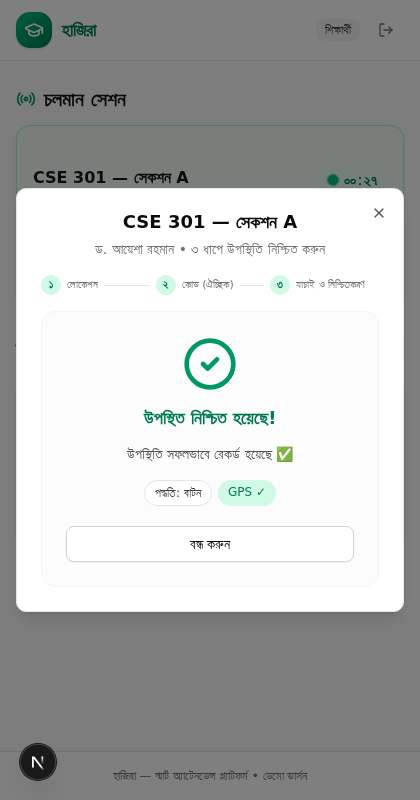 হাজিরা
শিক্ষার্থী
চলমান সেশন
CSE 301 — সেকশন A
০০:২৭
CSE 301 — সেকশন A
ড. আয়েশা রহমান • ৩ ধাপে উপস্থিতি নিশ্চিত করুন
১ লোকেশন ২ কোড (ঐচ্ছিক) ৩ যাচাই ও নিশ্চিতকরণ
উপস্থিত নিশ্চিত হয়েছে!
উপস্থিতি সফলভাবে রেকর্ড হয়েছে ✅
পদ্ধতি: বাটন GPS ✓
বন্ধ করুন
N
হাজিরা — স্মার্ট অ্যাটেনডেন্স প্ল্যাটফর্ম • ডেমো ভার্সন